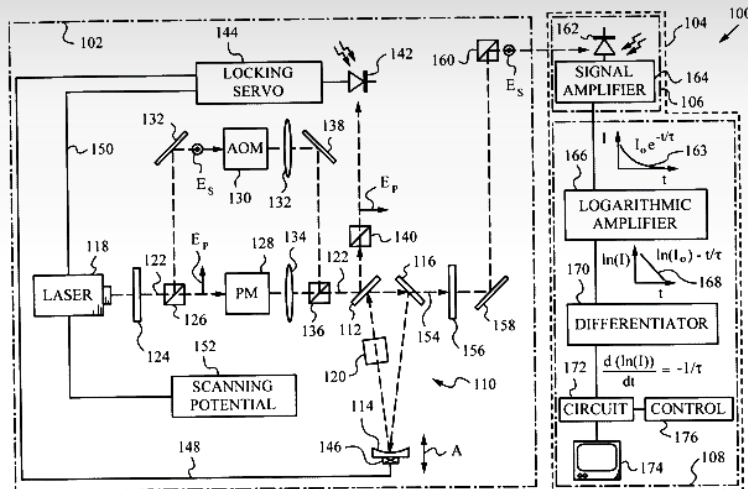 100
102
144
LOCKING SERVO
142
160
E_S
162
104
SIGNAL AMPLIFIER
164
106
150
132
E_S
AOM
130
132
138
E_P
140
I
I_o e^{-t/τ}
163
t
166
LOGARITHMIC AMPLIFIER
ln(I)
ln(I_o) - t/τ
168
t
118
LASER
122
E_P
128
PM
134
122
116
124
126
136
112
154
156
158
170
DIFFERENTIATOR
152
SCANNING POTENTIAL
120
110
d(ln(I))/dt = -1/τ
172
CIRCUIT
CONTROL
176
114
146
A
148
174
108